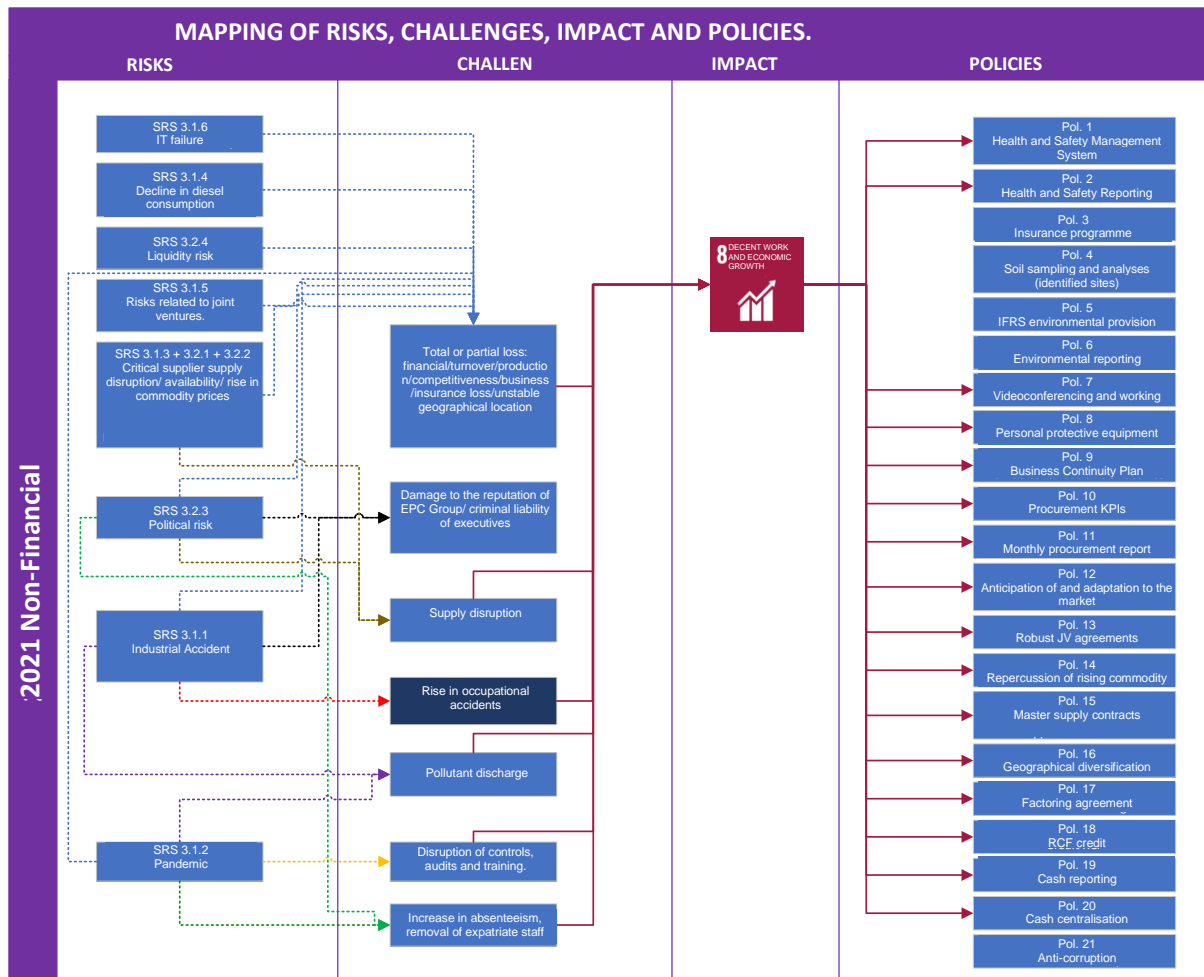 MAPPING OF RISKS, CHALLENGES, IMPACT AND POLICIES.
RISKS
CHALLEN
IMPACT
POLICIES
:2021 Non-Financial
SRS 3.1.6
IT failure
SRS 3.1.4
Decline in diesel
consumption
SRS 3.2.4
Liquidity risk
SRS 3.1.5
Risks related to joint
ventures.
SRS 3.1.3 + 3.2.1 + 3.2.2
Critical supplier supply
disruption/ availability/ rise in
commodity prices
SRS 3.2.3
Political risk
SRS 3.1.1
Industrial Accident
SRS 3.1.2
Pandemic
Total or partial loss:
financial/turnover/productio
n/competitiveness/business
/insurance loss/unstable
geographical location
Damage to the reputation of
EPC Group/ criminal liability
of executives
Supply disruption
Rise in occupational
accidents
Pollutant discharge
Disruption of controls,
audits and training.
Increase in absenteeism,
removal of expatriate staff
8 DECENT WORK
AND ECONOMIC
GROWTH
Pol. 1
Health and Safety Management
System
Pol. 2
Health and Safety Reporting
Pol. 3
Insurance programme
Pol. 4
Soil sampling and analyses
(identified sites)
Pol. 5
IFRS environmental provision
Pol. 6
Environmental reporting
Pol. 7
Videoconferencing and working
Pol. 8
Personal protective equipment
Pol. 9
Business Continuity Plan
Pol. 10
Procurement KPIs
Pol. 11
Monthly procurement report
Pol. 12
Anticipation of and adaptation to the
market
Pol. 13
Robust JV agreements
Pol. 14
Repercussion of rising commodity
Pol. 15
Master supply contracts
Pol. 16
Geographical diversification
Pol. 17
Factoring agreement
Pol. 18
RCF credit
Pol. 19
Cash reporting
Pol. 20
Cash centralisation
Pol. 21
Anti-corruption